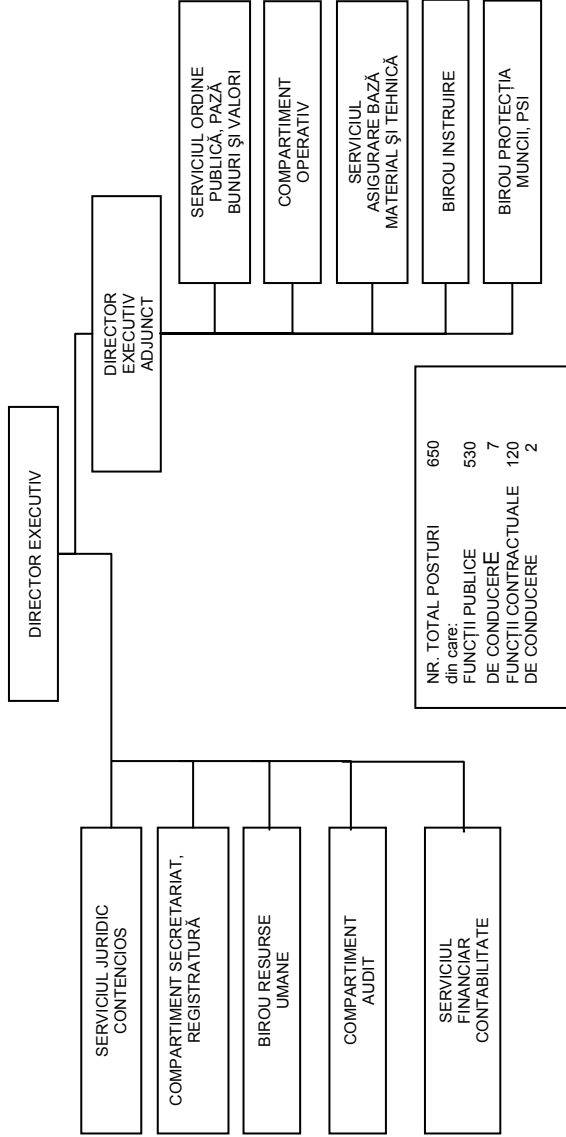 DIRECTOR EXECUTIV
DIRECTOR
EXECUTIV
ADJUNCT
SERVICIUL JURIDIC
CONTENCIOS
COMPARTIMENT SECRETARIAT,
REGISTRATURĂ
BIROU RESURSE
UMANE
COMPARTIMENT
AUDIT
SERVICIUL
FINANCIAR
CONTABILITATE
SERVICIUL ORDINE
PUBLICĂ, PAZĂ
BUNURI ŞI VALORI
COMPARTIMENT
OPERATIV
SERVICIUL
ASIGURARE BAZĂ
MATERIAL ŞI TEHNICĂ
BIROU INSTRUIRE
BIROU PROTECŢIA
MUNCII, PSI
NR. TOTAL POSTURI 650
din care:
FUNCŢII PUBLICE 530
DE CONDUCERE 7
FUNCŢII CONTRACTUALE 120
DE CONDUCERE 2